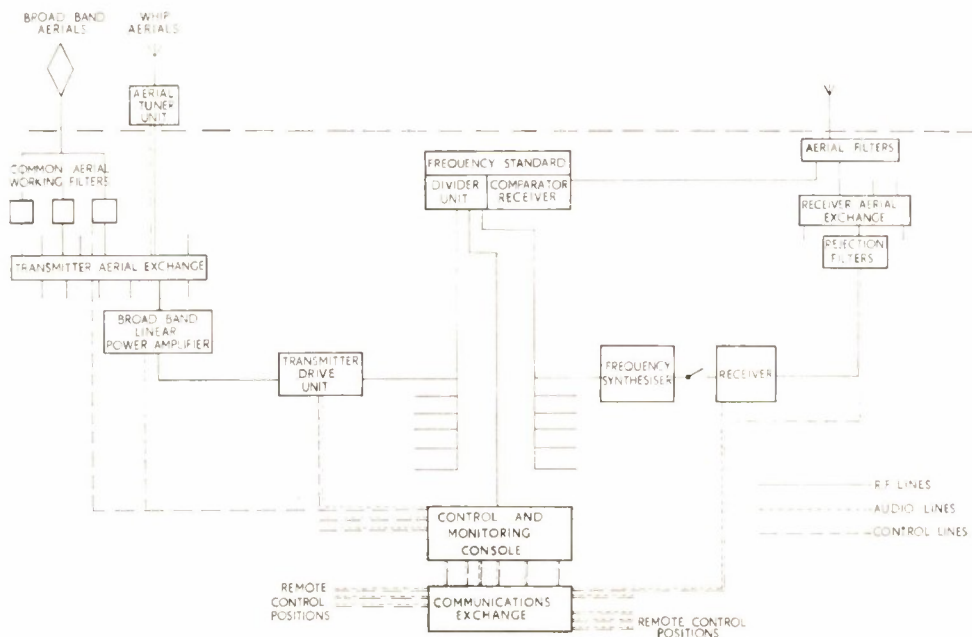 BROAD BAND
AERIALS
WHIP
AERIALS
AERIAL
TUNER
UNIT
COMMON AERIAL
WORKING FILTERS
FREQUENCY STANDARD
DIVIDER
UNIT
COMPARATOR
RECEIVER
AERIAL FILTERS
RECEIVER AERIAL
EXCHANGE
REJECTION
FILTERS
TRANSMITTER AERIAL EXCHANGE
BROAD BAND
LINEAR
POWER AMPLIFIER
TRANSMITTER
DRIVE
UNIT
FREQUENCY
SYNTHESISER
RECEIVER
R.F. LINES
AUDIO LINES
CONTROL LINES
CONTROL AND
MONITORING
CONSOLE
REMOTE
CONTROL
POSITIONS
COMMUNICATIONS
EXCHANGE
REMOTE CONTROL
POSITIONS